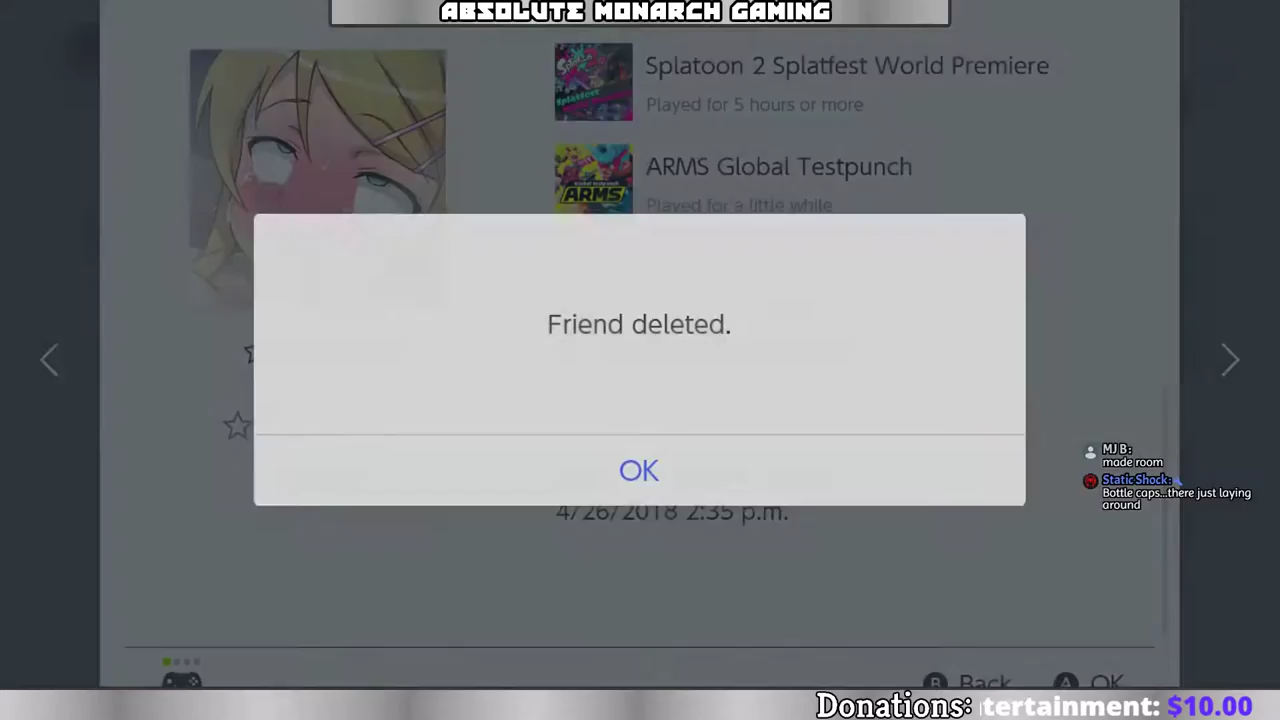 ABSOLUTE MONARCH GAMING
Splatoon 2 Splatfest World Premiere
Played for 5 hours or more
ARMS Global Testpunch
Played for a little while
ARMS
Friend deleted.
OK
4/26/2018 2:35 p.m.
MJ B:
made room
Static Shock:
Bottle caps...there just laying
around
B Back A OK
Donations: tertainment: $10.00